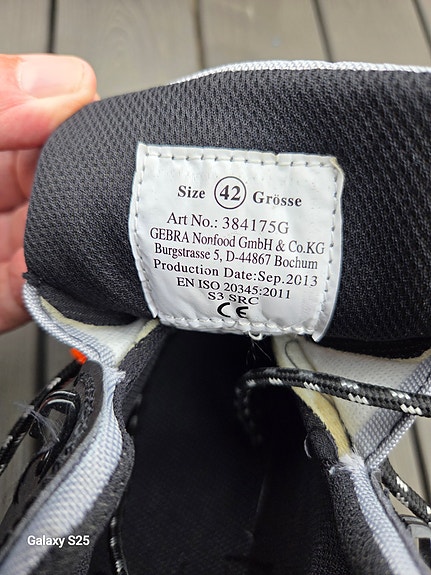 Size 42 Grösse
Art No.: 384175G
GEBRA Nonfood GmbH & Co.KG
Burgstrasse 5, D-44867 Bochum
Production Date:Sep.2013
EN ISO 20345:2011
S3 SRC
CE
Galaxy S25